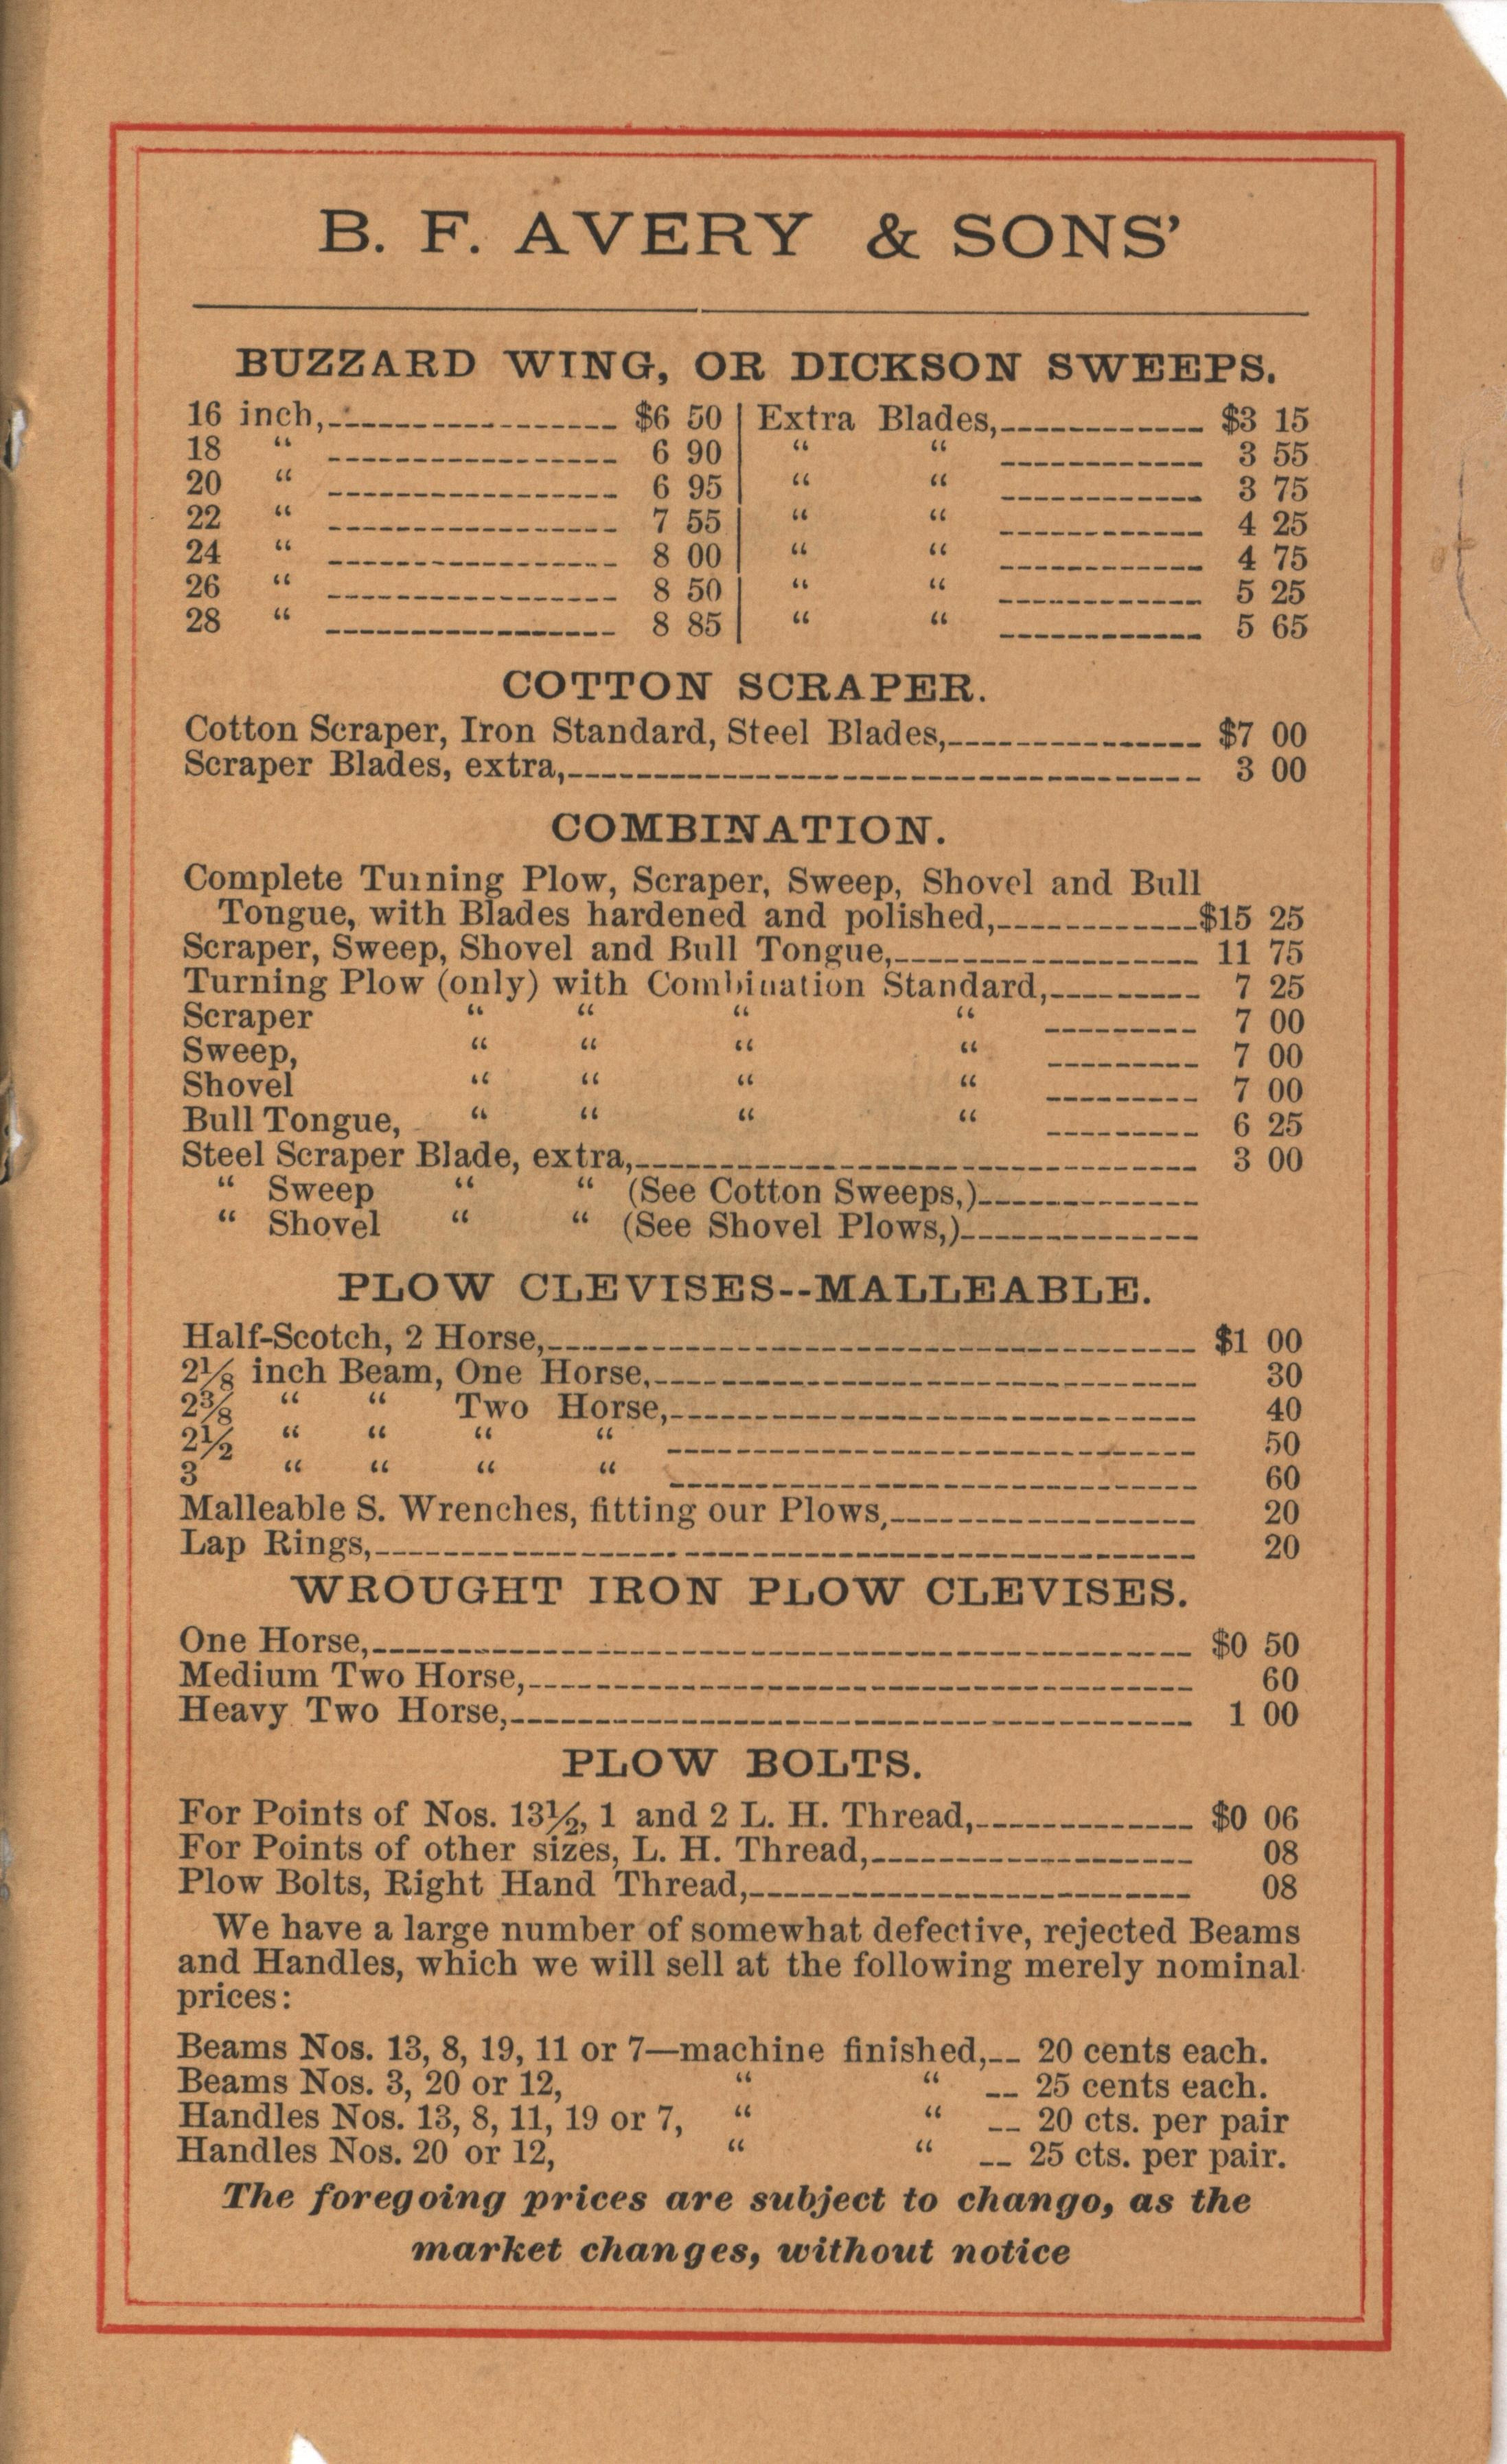 B. F. AVERY & SONS'
BUZZARD WING, OR DICKSON SWEEPS.
16 inch, $6 50 | Extra Blades, $3 15
18 “ 6 90 | “ “ 3 55
20 “ 6 95 | “ “ 3 75
22 “ 7 55 | “ “ 4 25
24 “ 8 00 | “ “ 4 75
26 “ 8 50 | “ “ 5 25
28 “ 8 85 | “ “ 5 65
COTTON SCRAPER.
Cotton Scraper, Iron Standard, Steel Blades, $7 00
Scraper Blades, extra, 3 00
COMBINATION.
Complete Turning Plow, Scraper, Sweep, Shovel and Bull
Tongue, with Blades hardened and polished, $15 25
Scraper, Sweep, Shovel and Bull Tongue, 11 75
Turning Plow (only) with Combination Standard, 7 25
Scraper “ “ “ “ 7 00
Sweep, “ “ “ “ 7 00
Shovel “ “ “ “ 7 00
Bull Tongue, “ “ “ “ 6 25
Steel Scraper Blade, extra, 3 00
“ Sweep “ “ (See Cotton Sweeps,)
“ Shovel “ “ (See Shovel Plows,)
PLOW CLEVISES--MALLEABLE.
Half-Scotch, 2 Horse, $1 00
2⅛ inch Beam, One Horse, 30
2⅜ “ “ Two Horse, 40
2½ “ “ “ “ 50
3 “ “ “ “ 60
Malleable S. Wrenches, fitting our Plows, 20
Lap Rings, 20
WROUGHT IRON PLOW CLEVISES.
One Horse, $0 50
Medium Two Horse, 60
Heavy Two Horse, 1 00
PLOW BOLTS.
For Points of Nos. 13½, 1 and 2 L. H. Thread, $0 06
For Points of other sizes, L. H. Thread, 08
Plow Bolts, Right Hand Thread, 08
We have a large number of somewhat defective, rejected Beams
and Handles, which we will sell at the following merely nominal
prices:
Beams Nos. 13, 8, 19, 11 or 7—machine finished, 20 cents each.
Beams Nos. 3, 20 or 12, “ “ 25 cents each.
Handles Nos. 13, 8, 11, 19 or 7, “ “ 20 cts. per pair
Handles Nos. 20 or 12, “ “ 25 cts. per pair.
The foregoing prices are subject to chango, as the
market changes, without notice